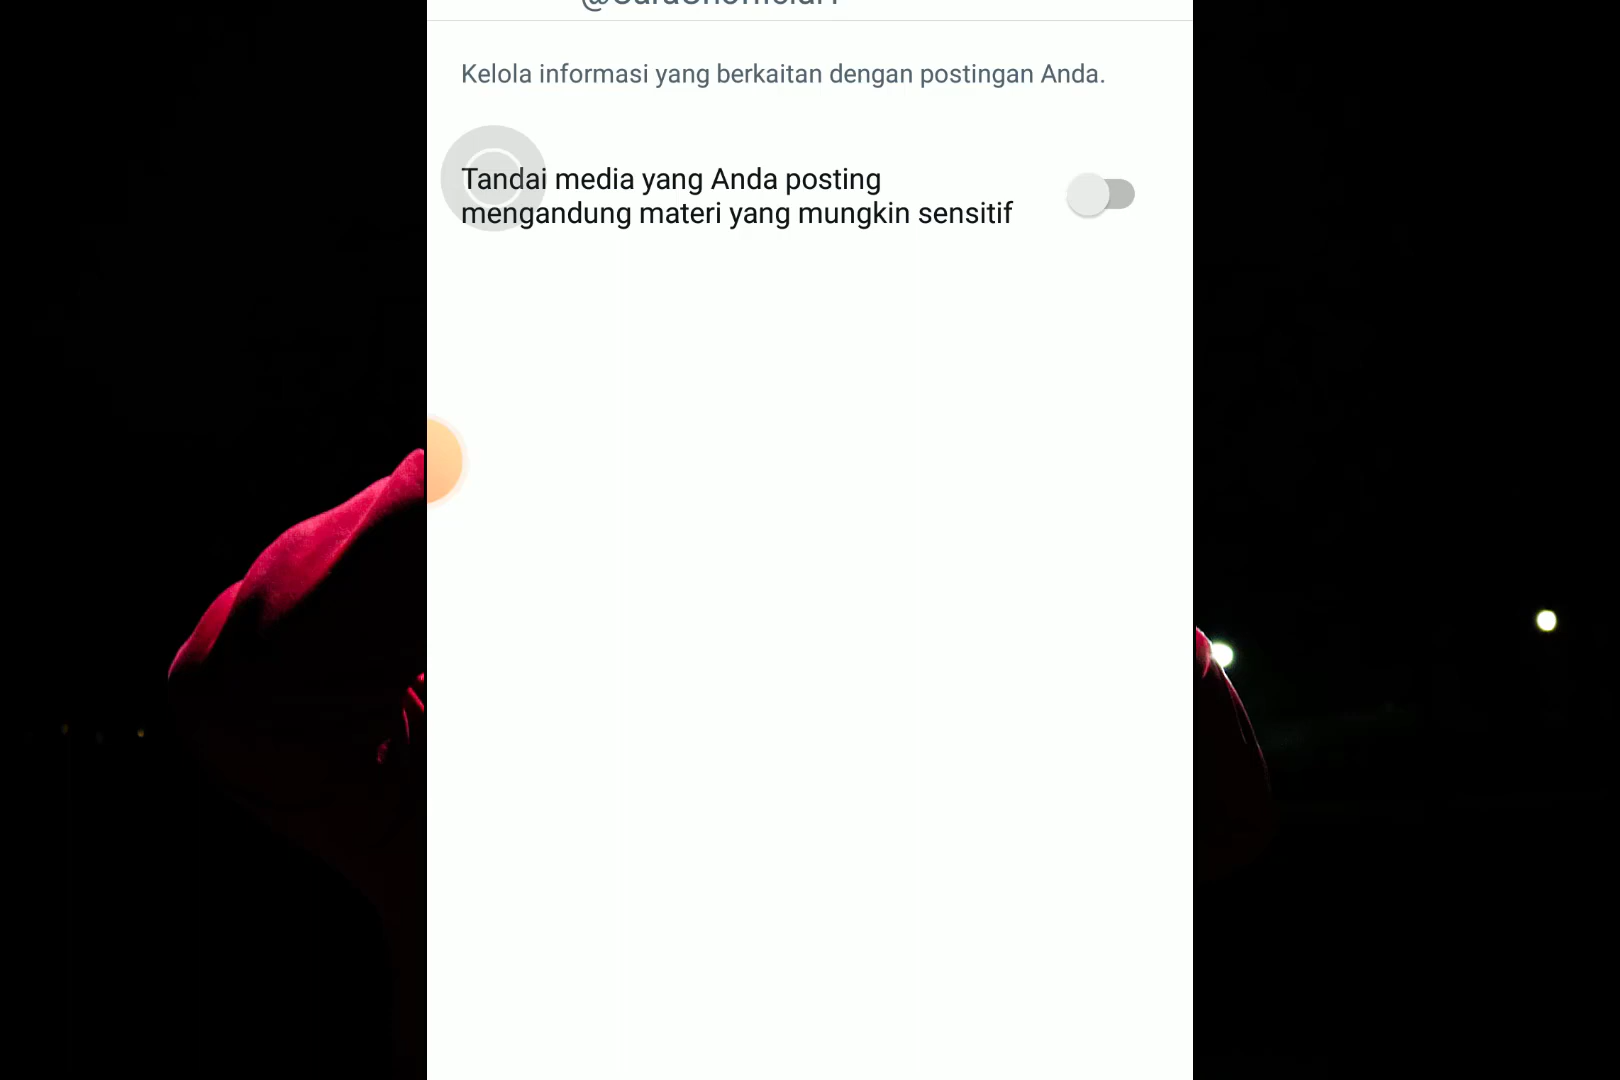 Kelola informasi yang berkaitan dengan postingan Anda.
Tandai media yang Anda posting
mengandung materi yang mungkin sensitif